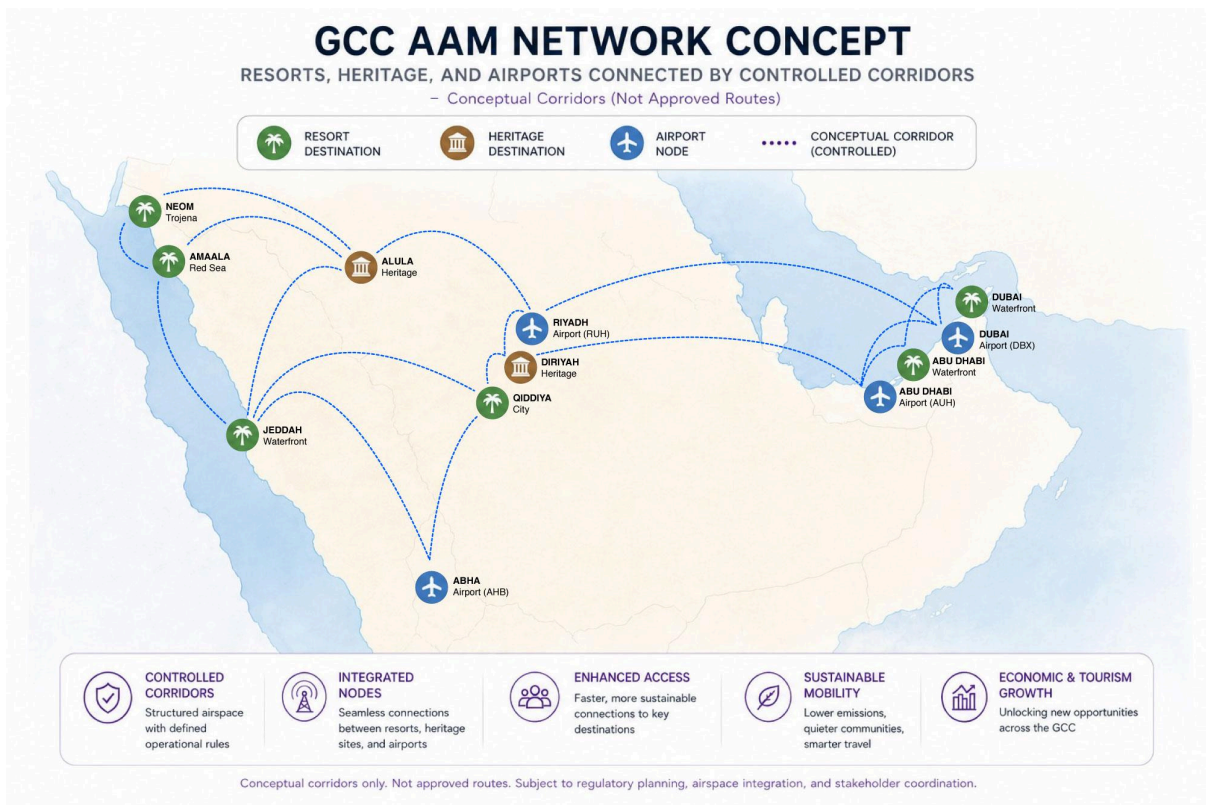 GCC AAM NETWORK CONCEPT
RESORTS, HERITAGE, AND AIRPORTS CONNECTED BY CONTROLLED CORRIDORS
– Conceptual Corridors (Not Approved Routes)
RESORT
DESTINATION
HERITAGE
DESTINATION
AIRPORT
NODE
CONCEPTUAL CORRIDOR
(CONTROLLED)
NEOM
Trojena
AMAALA
Red Sea
ALULA
Heritage
RIYADH
Airport (RUH)
DIRIYAH
Heritage
QIDDIYA
City
JEDDAH
Waterfront
ABHA
Airport (AHB)
DUBAI
Waterfront
DUBAI
Airport (DBX)
ABU DHABI
Waterfront
ABU DHABI
Airport (AUH)
CONTROLLED
CORRIDORS
Structured airspace
with defined
operational rules
INTEGRATED
NODES
Seamless connections
between resorts, heritage
sites, and airports
ENHANCED ACCESS
Faster, more sustainable
connections to key
destinations
SUSTAINABLE
MOBILITY
Lower emissions,
quieter communities,
smarter travel
ECONOMIC & TOURISM
GROWTH
Unlocking new opportunities
across the GCC
Conceptual corridors only. Not approved routes. Subject to regulatory planning, airspace integration, and stakeholder coordination.